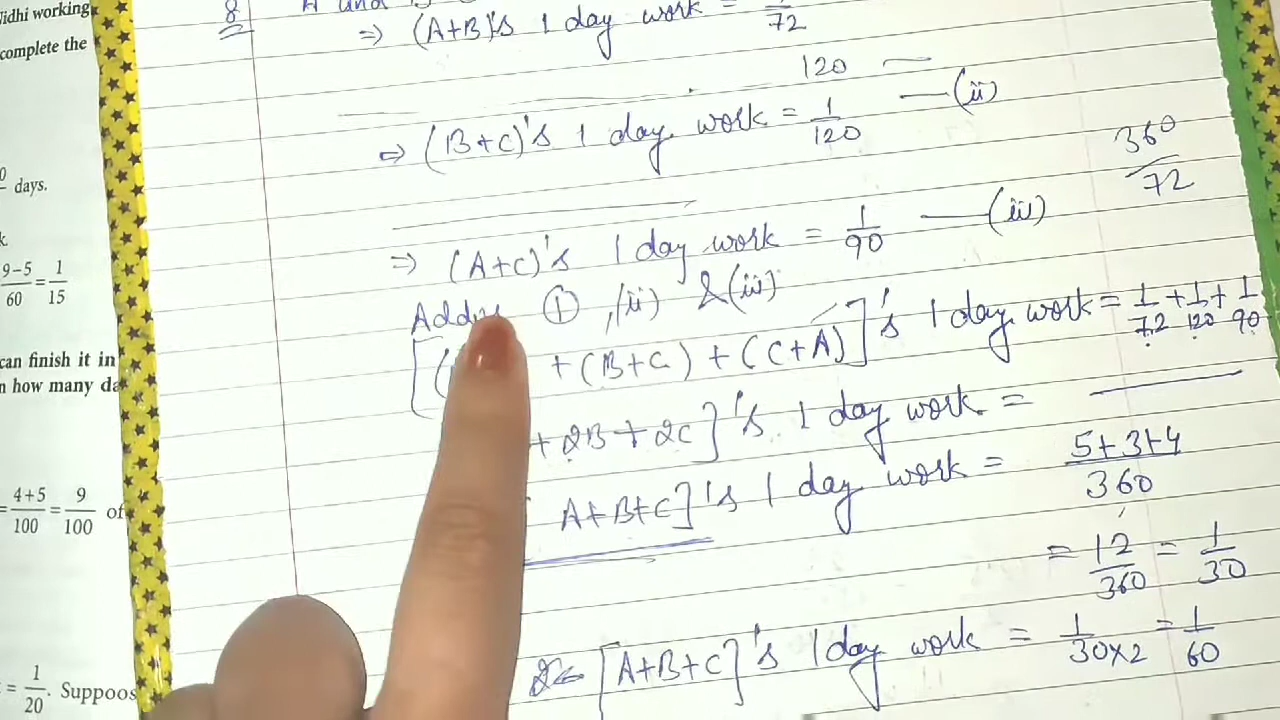 Nidhi working
complete the
days.
k.
9-5/60 = 1/15
can finish it in
n how many da
= 4+5/100 = 9/100 of
= 1/20. Suppos
8
⇒ (A+B)'s 1 day work = 1/72
120 —
⇒ (B+C)'s 1 day work = 1/120 —(ii)
360/72
⇒ (A+C)'s 1 day work = 1/90 —(iii)
Adding ①, (ii) & (iii)
[( + (B+C) + (C+A)]'s 1 day work = 1/72 + 1/120 + 1/90
+ 2B + 2C]'s 1 day work =
A+B+C]'s 1 day work = 5+3+4/360
= 12/360 = 1/30
[A+B+C]'s 1 day work = 1/30×2 = 1/60